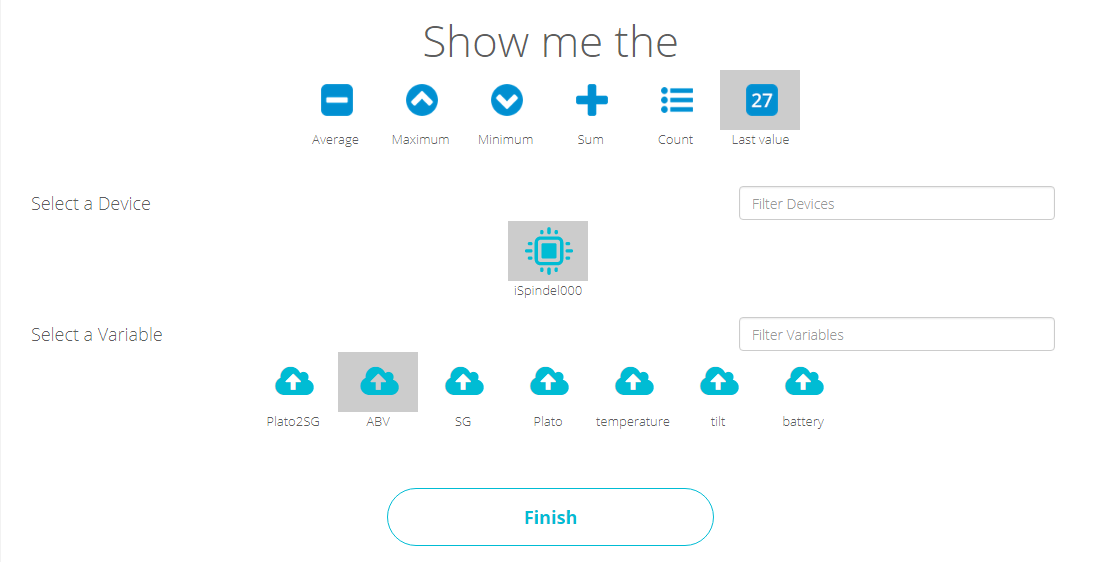 Show me the
27
Average Maximum Minimum Sum Count Last value
Select a Device Filter Devices
iSpindel000
Select a Variable Filter Variables
Plato2SG ABV SG Plato temperature tilt battery
Finish